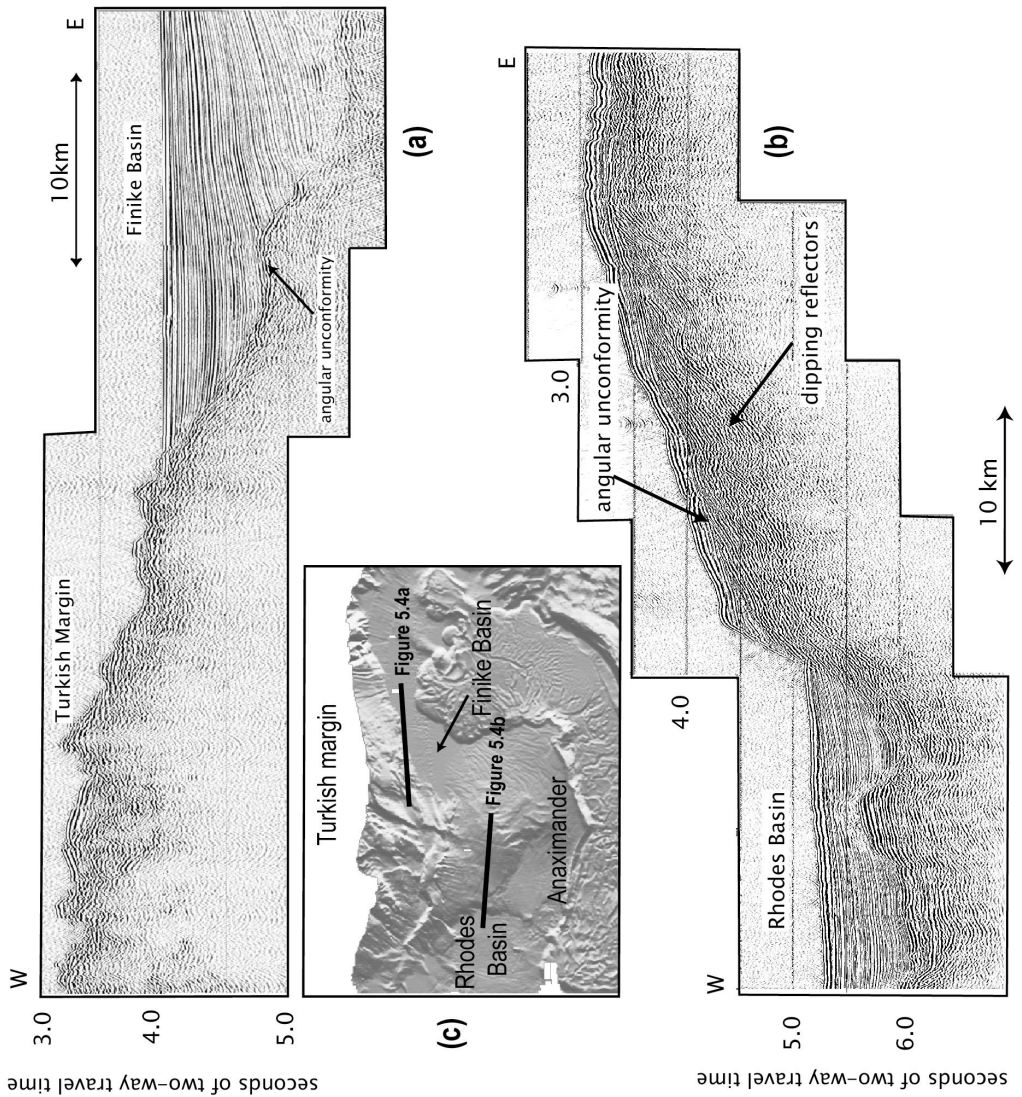 W
E
10km
Turkish Margin
Finike Basin
3.0
4.0
5.0
angular unconformity
(a)
seconds of two-way travel time
Turkish margin
Figure 5.4a
Finike Basin
Figure 5.4b
Rhodes
Basin
Anaximander
(c)
W
E
3.0
4.0
5.0
6.0
angular unconformity
dipping reflectors
Rhodes Basin
10 km
(b)
seconds of two-way travel time